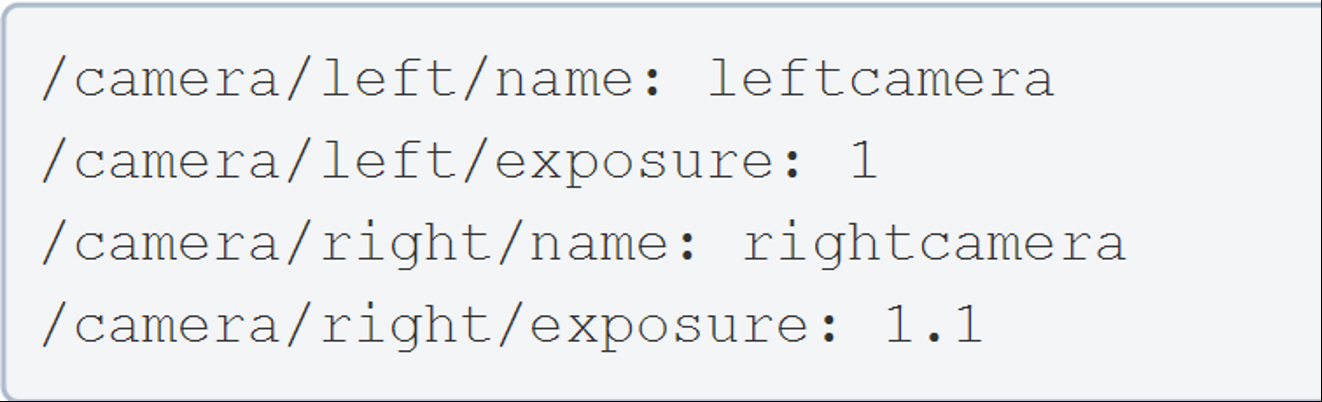 /camera/left/name: leftcamera
/camera/left/exposure: 1
/camera/right/name: rightcamera
/camera/right/exposure: 1.1